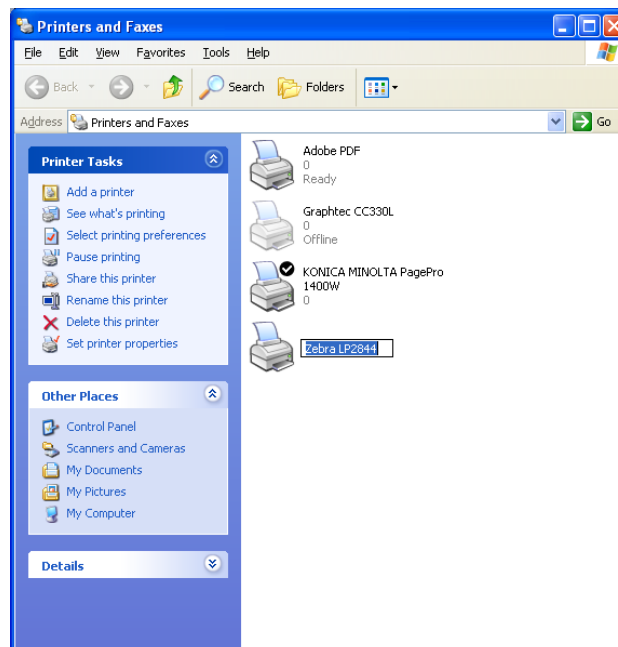 Printers and Faxes
File Edit View Favorites Tools Help
Back Search Folders
Address Printers and Faxes Go
Printer Tasks
Add a printer
See what's printing
Select printing preferences
Pause printing
Share this printer
Rename this printer
Delete this printer
Set printer properties
Other Places
Control Panel
Scanners and Cameras
My Documents
My Pictures
My Computer
Details
Adobe PDF
0
Ready
Graphtec CC330L
0
Offline
KONICA MINOLTA PagePro
1400W
0
Zebra LP2844